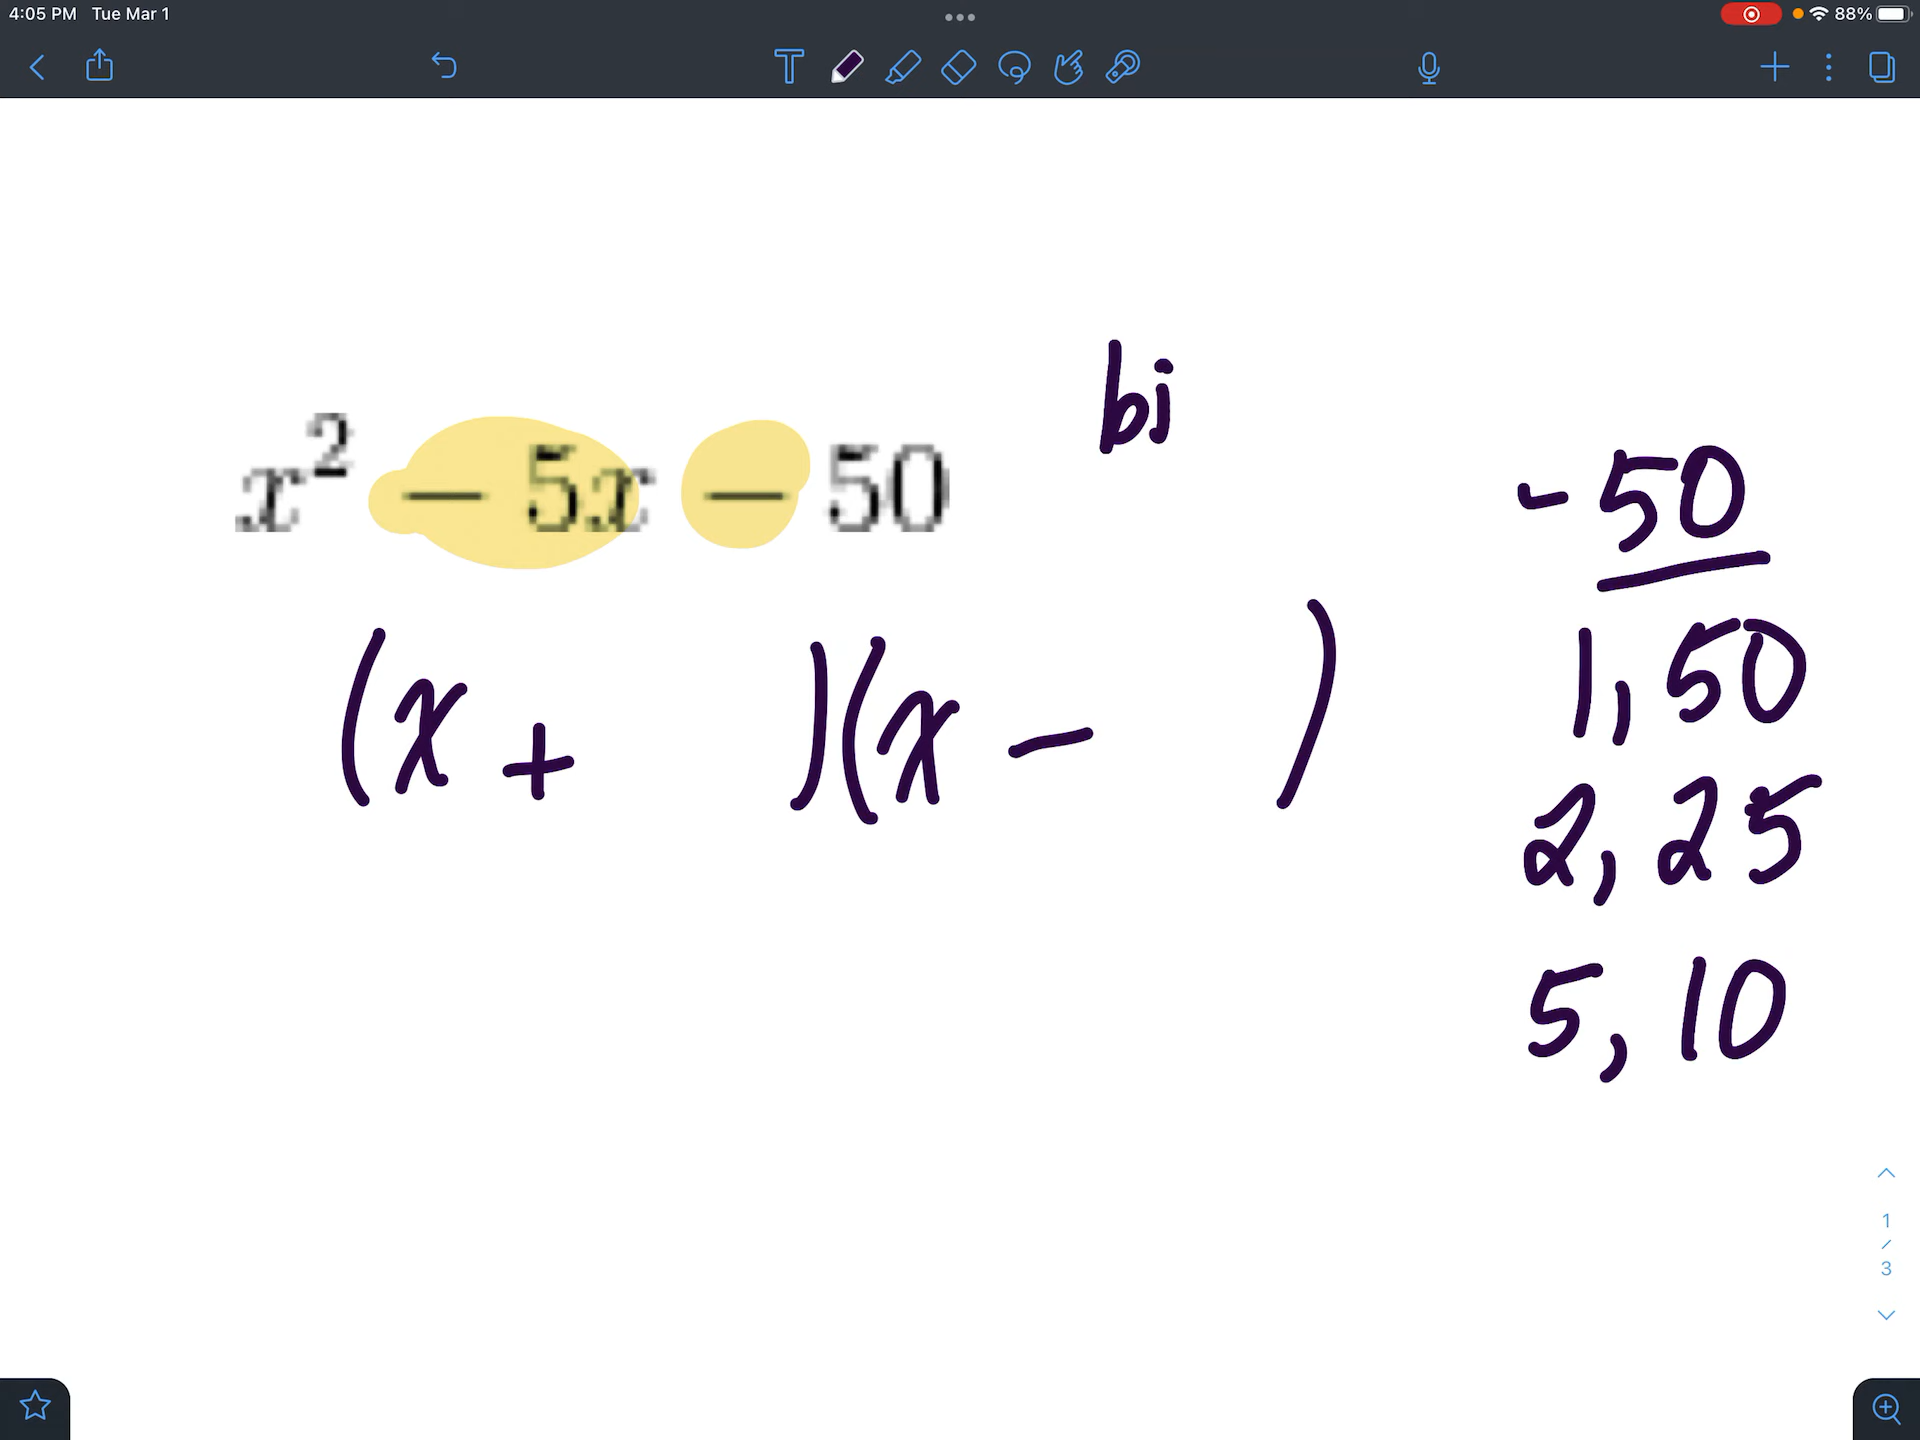 4:05 PM Tue Mar 1
88%
T
bi
x² − 5x − 50
-50
(x + )(x - )
1, 50
2, 25
5, 10
1
/
3